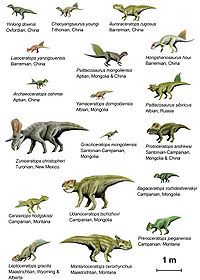 Yinlong downsi
Oxfordian, China
Chaoyangsaurus youngi
Tithonian, China
Auroraceratops rugosus
Barremian, China
Liaoceratops yanzigouensis
Barremian, China
Psittacosaurus mongoliensis
Aptian, Mongolia & China
Hongshanosaurus houi
Barremian, China
Archaeoceratops oshimai
Aptian, China
Yamaceratops dorngobiensis
Albian, Mongolia
Psittacosaurus sibiricus
Albian, Russia
Zuniceratops christopheri
Turonian, New Mexico
Graciliceratops mongoliensis
Santonian-Campanian,
Mongolia
Protoceratops andrewsi
Santonian-Campanian,
Mongolia & China
Bagaceratops rozhdestvenskyi
Campanian, Mongolia
Cerasinops hodgskissi
Campanian, Montana
Udanoceratops tschizhovi
Campanian, Mongolia
Prenoceratops pieganensis
Campanian, Montana
Leptoceratops gracilis
Maastrichtian, Wyoming &
Alberta
Montanoceratops cerorhynchus
Maastrichtian, Montana
1 m